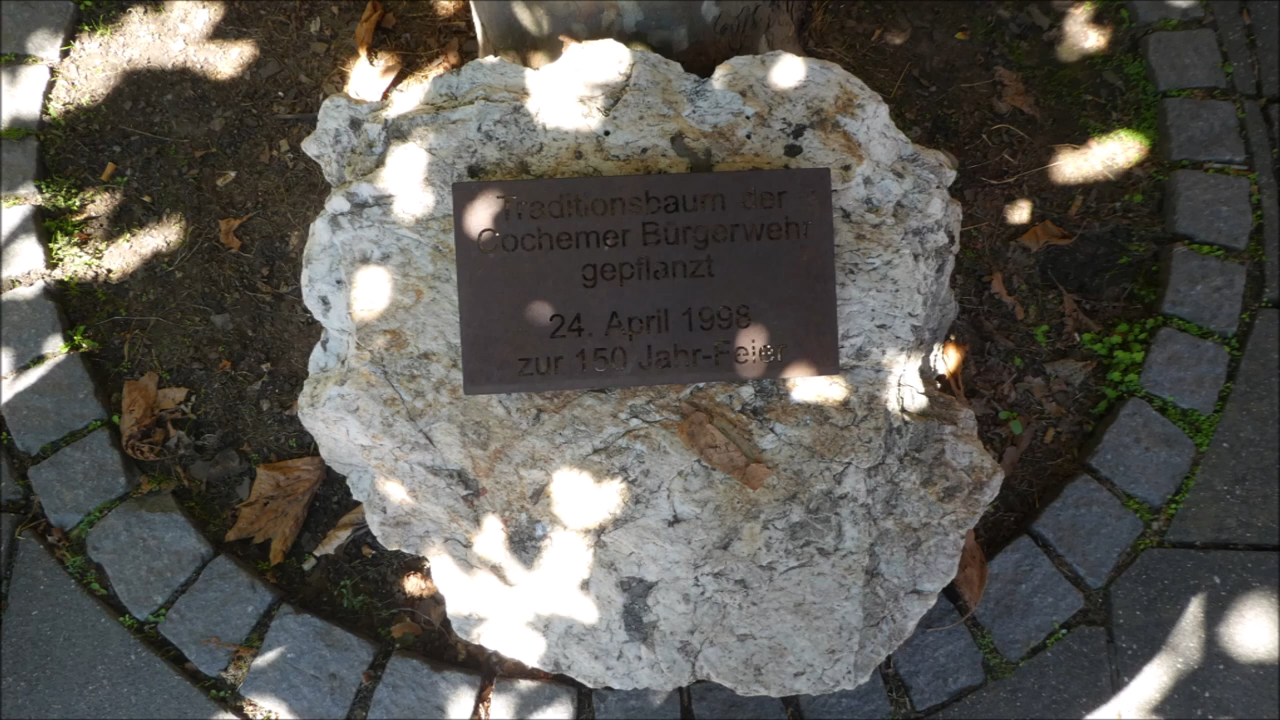 Traditionsbaum der
Cochemer Bürgerwehr
gepflanzt
24. April 1998
zur 150 Jahr-Feier